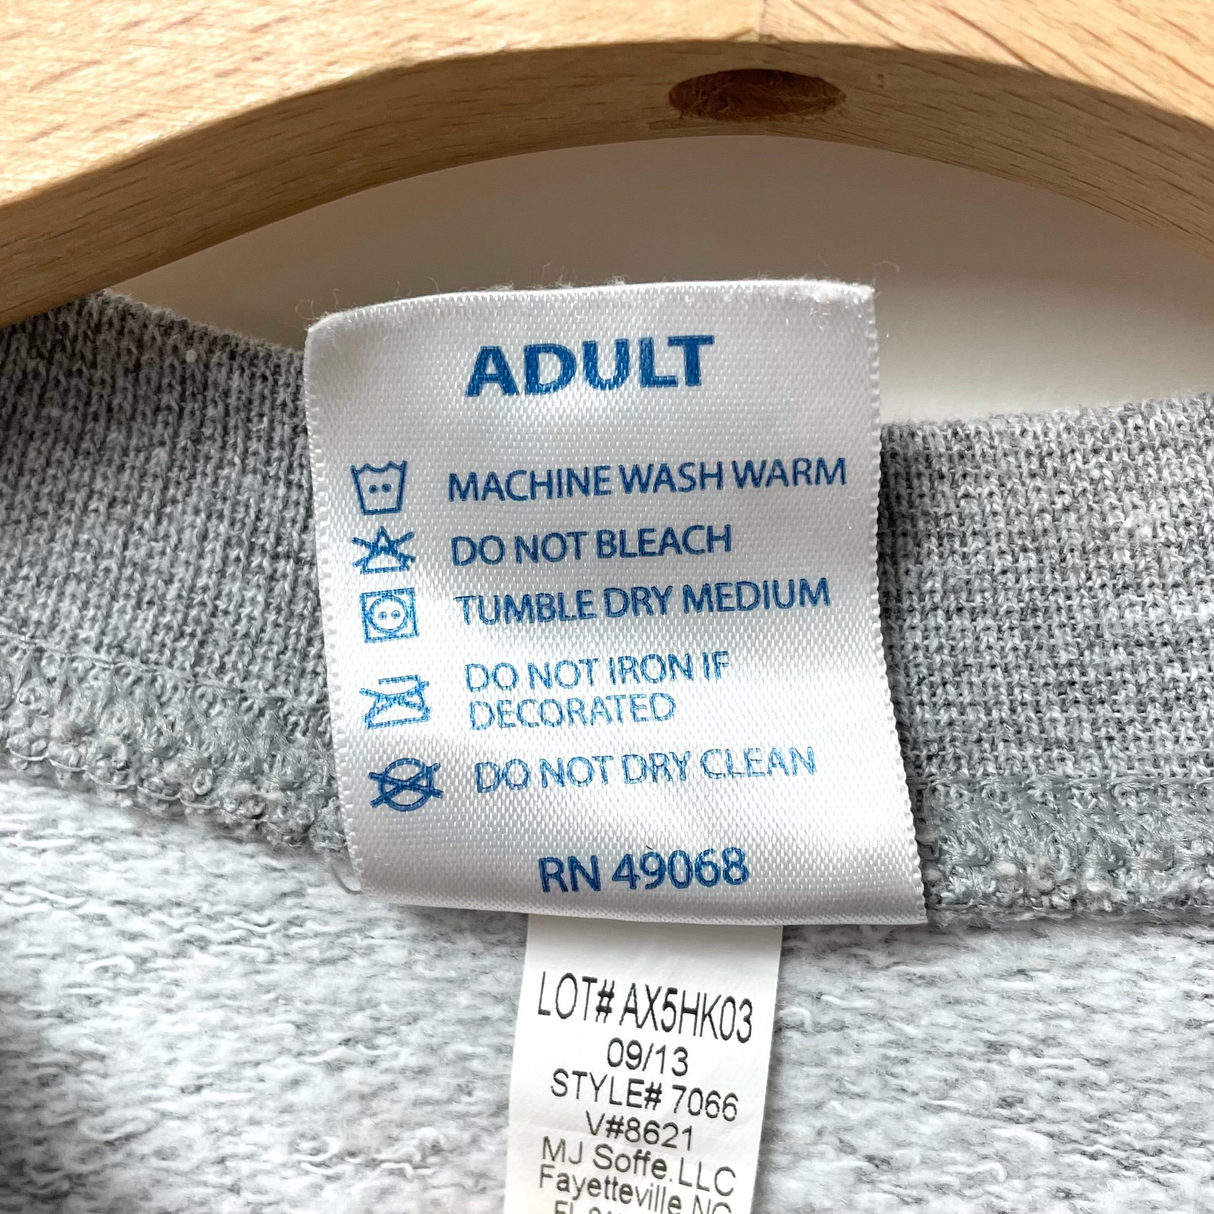 ADULT
MACHINE WASH WARM
DO NOT BLEACH
TUMBLE DRY MEDIUM
DO NOT IRON IF
DECORATED
DO NOT DRY CLEAN
RN 49068
LOT# AX5HK03
09/13
STYLE# 7066
V#8621
MJ Soffe.LLC
Fayetteville NC